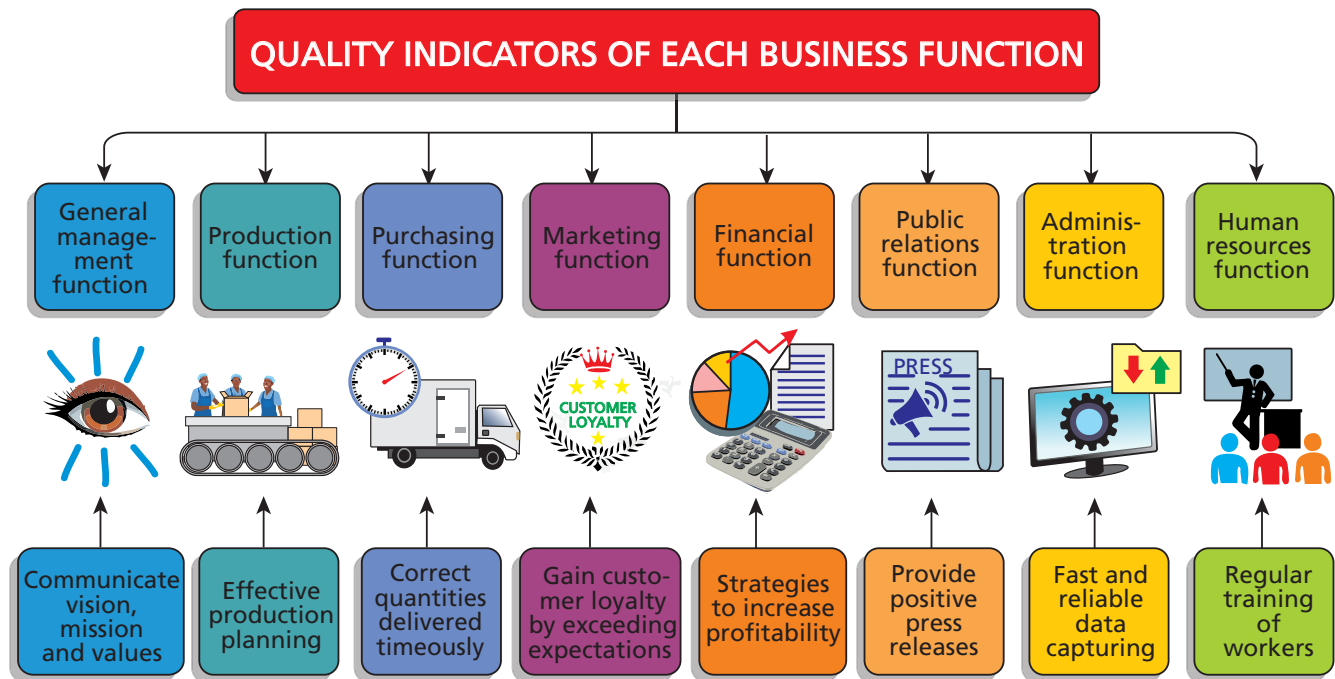 QUALITY INDICATORS OF EACH BUSINESS FUNCTION
General
manage-
ment
function
Production
function
Purchasing
function
Marketing
function
Financial
function
Public
relations
function
Adminis-
tration
function
Human
resources
function
CUSTOMER
LOYALTY
PRESS
Communicate
vision,
mission
and values
Effective
production
planning
Correct
quantities
delivered
timeously
Gain custo-
mer loyalty
by exceeding
expectations
Strategies
to increase
profitability
Provide
positive
press
releases
Fast and
reliable
data
capturing
Regular
training
of
workers